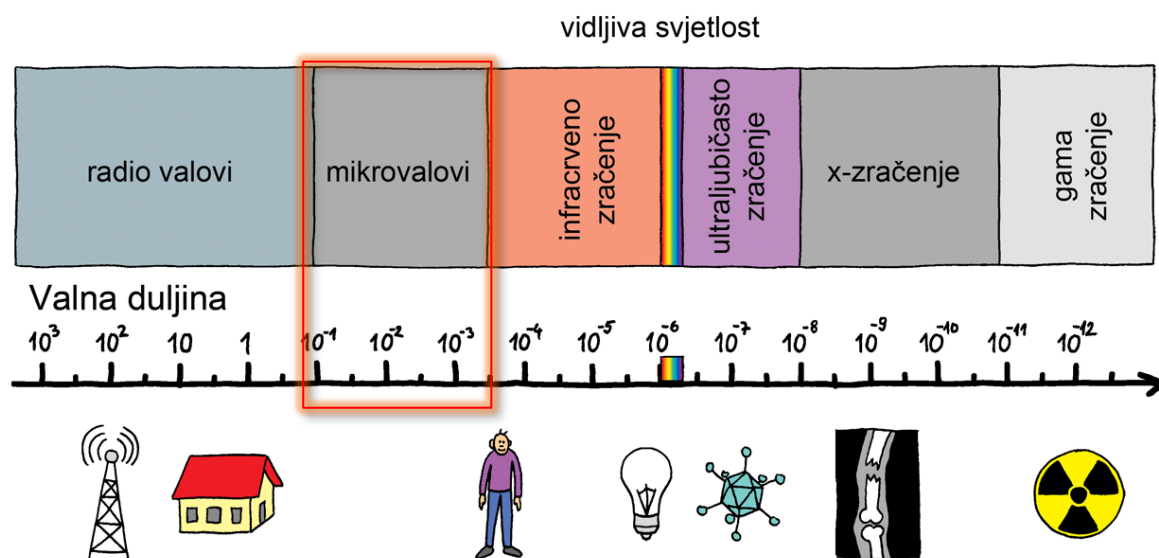 vidljiva svjetlost
radio valovi
mikrovalovi
infracrveno
zračenje
ultraljubičasto
zračenje
x-zračenje
gama
zračenje
Valna duljina
10³ 10² 10 1 10⁻¹ 10⁻² 10⁻³ 10⁻⁴ 10⁻⁵ 10⁻⁶ 10⁻⁷ 10⁻⁸ 10⁻⁹ 10⁻¹⁰ 10⁻¹¹ 10⁻¹²